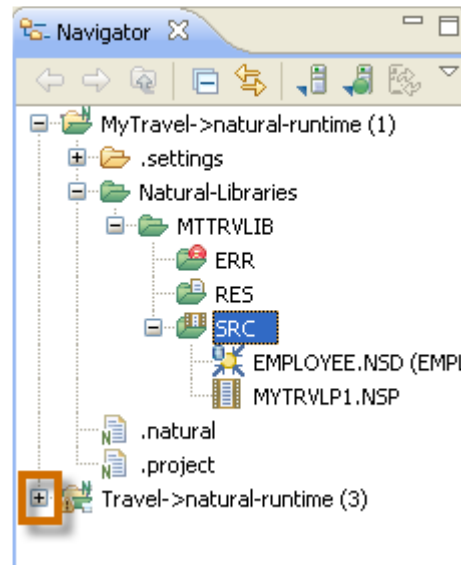 Navigator
MyTravel->natural-runtime (1)
.settings
Natural-Libraries
MTTRVLIB
ERR
RES
SRC
EMPLOYEE.NSD (EMPL
MYTRVLP1.NSP
.natural
.project
Travel->natural-runtime (3)